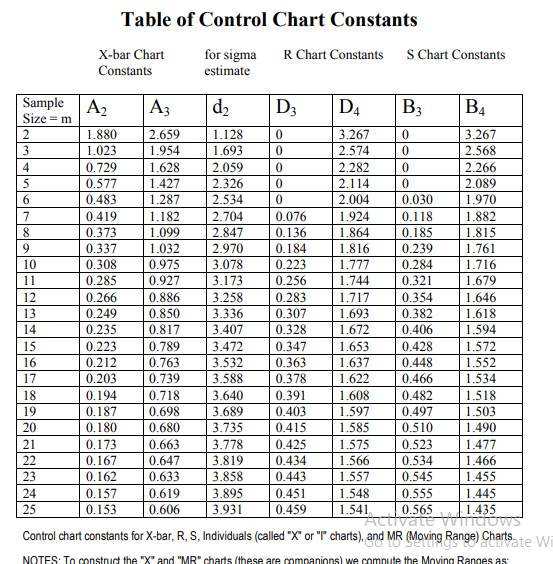 Table of Control Chart Constants
X-bar Chart for sigma R Chart Constants S Chart Constants
Constants estimate
Sample A2 A3 d2 D3 D4 B3 B4
Size = m
2 1.880 2.659 1.128 0 3.267 0 3.267
3 1.023 1.954 1.693 0 2.574 0 2.568
4 0.729 1.628 2.059 0 2.282 0 2.266
5 0.577 1.427 2.326 0 2.114 0 2.089
6 0.483 1.287 2.534 0 2.004 0.030 1.970
7 0.419 1.182 2.704 0.076 1.924 0.118 1.882
8 0.373 1.099 2.847 0.136 1.864 0.185 1.815
9 0.337 1.032 2.970 0.184 1.816 0.239 1.761
10 0.308 0.975 3.078 0.223 1.777 0.284 1.716
11 0.285 0.927 3.173 0.256 1.744 0.321 1.679
12 0.266 0.886 3.258 0.283 1.717 0.354 1.646
13 0.249 0.850 3.336 0.307 1.693 0.382 1.618
14 0.235 0.817 3.407 0.328 1.672 0.406 1.594
15 0.223 0.789 3.472 0.347 1.653 0.428 1.572
16 0.212 0.763 3.532 0.363 1.637 0.448 1.552
17 0.203 0.739 3.588 0.378 1.622 0.466 1.534
18 0.194 0.718 3.640 0.391 1.608 0.482 1.518
19 0.187 0.698 3.689 0.403 1.597 0.497 1.503
20 0.180 0.680 3.735 0.415 1.585 0.510 1.490
21 0.173 0.663 3.778 0.425 1.575 0.523 1.477
22 0.167 0.647 3.819 0.434 1.566 0.534 1.466
23 0.162 0.633 3.858 0.443 1.557 0.545 1.455
24 0.157 0.619 3.895 0.451 1.548 0.555 1.445
25 0.153 0.606 3.931 0.459 1.541 0.565 1.435
Activate Windows
Control chart constants for X-bar, R, S, Individuals (called "X" or "I" charts), and MR (Moving Range) Charts.
Go to Settings to activate Wi
NOTES: To construct the "X" and "MR" charts (these are companions) we compute the Moving Ranges as: